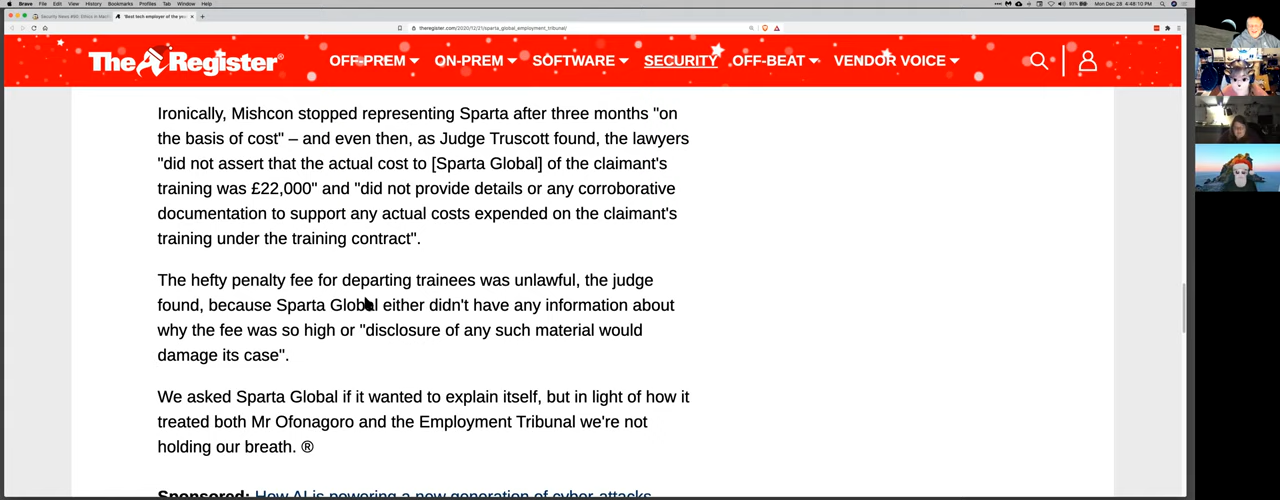 Brave File Edit View History Bookmarks Profiles Tab Window Help
93% Mon Dec 28 4:48:10 PM
Security News #80: Ethics in Mach
'Best tech employer of the yea
theregister.com/2020/12/21/sparta_global_employment_tribunal/
The Register®
OFF-PREM ON-PREM SOFTWARE SECURITY OFF-BEAT VENDOR VOICE
Ironically, Mishcon stopped representing Sparta after three months "on
the basis of cost" – and even then, as Judge Truscott found, the lawyers
"did not assert that the actual cost to [Sparta Global] of the claimant's
training was £22,000" and "did not provide details or any corroborative
documentation to support any actual costs expended on the claimant's
training under the training contract".
The hefty penalty fee for departing trainees was unlawful, the judge
found, because Sparta Global either didn't have any information about
why the fee was so high or "disclosure of any such material would
damage its case".
We asked Sparta Global if it wanted to explain itself, but in light of how it
treated both Mr Ofonagoro and the Employment Tribunal we're not
holding our breath. ®
Sponsored: How AI is powering a new generation of cyber-attacks